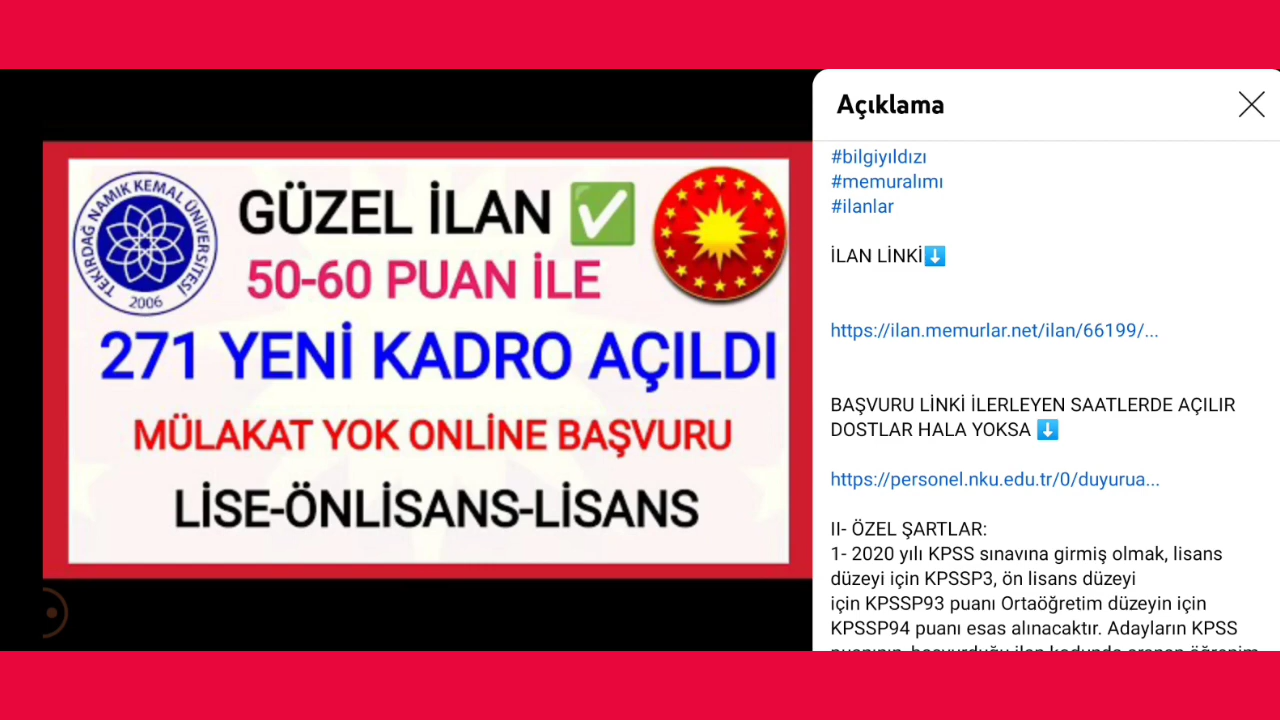 TEKİRDAĞ NAMIK KEMAL ÜNİVERSİTESİ
2006
GÜZEL İLAN ✅
50-60 PUAN İLE
271 YENİ KADRO AÇILDI
MÜLAKAT YOK ONLİNE BAŞVURU
LİSE-ÖNLİSANS-LİSANS
Açıklama
#bilgiyıldızı
#memuralımı
#ilanlar
İLAN LİNKİ⬇️
https://ilan.memurlar.net/ilan/66199/...
BAŞVURU LİNKİ İLERLEYEN SAATLERDE AÇILIR
DOSTLAR HALA YOKSA ⬇️
https://personel.nku.edu.tr/0/duyurua...
II- ÖZEL ŞARTLAR:
1- 2020 yılı KPSS sınavına girmiş olmak, lisans
düzeyi için KPSSP3, ön lisans düzeyi
için KPSSP93 puanı Ortaöğretim düzeyin için
KPSSP94 puanı esas alınacaktır. Adayların KPSS